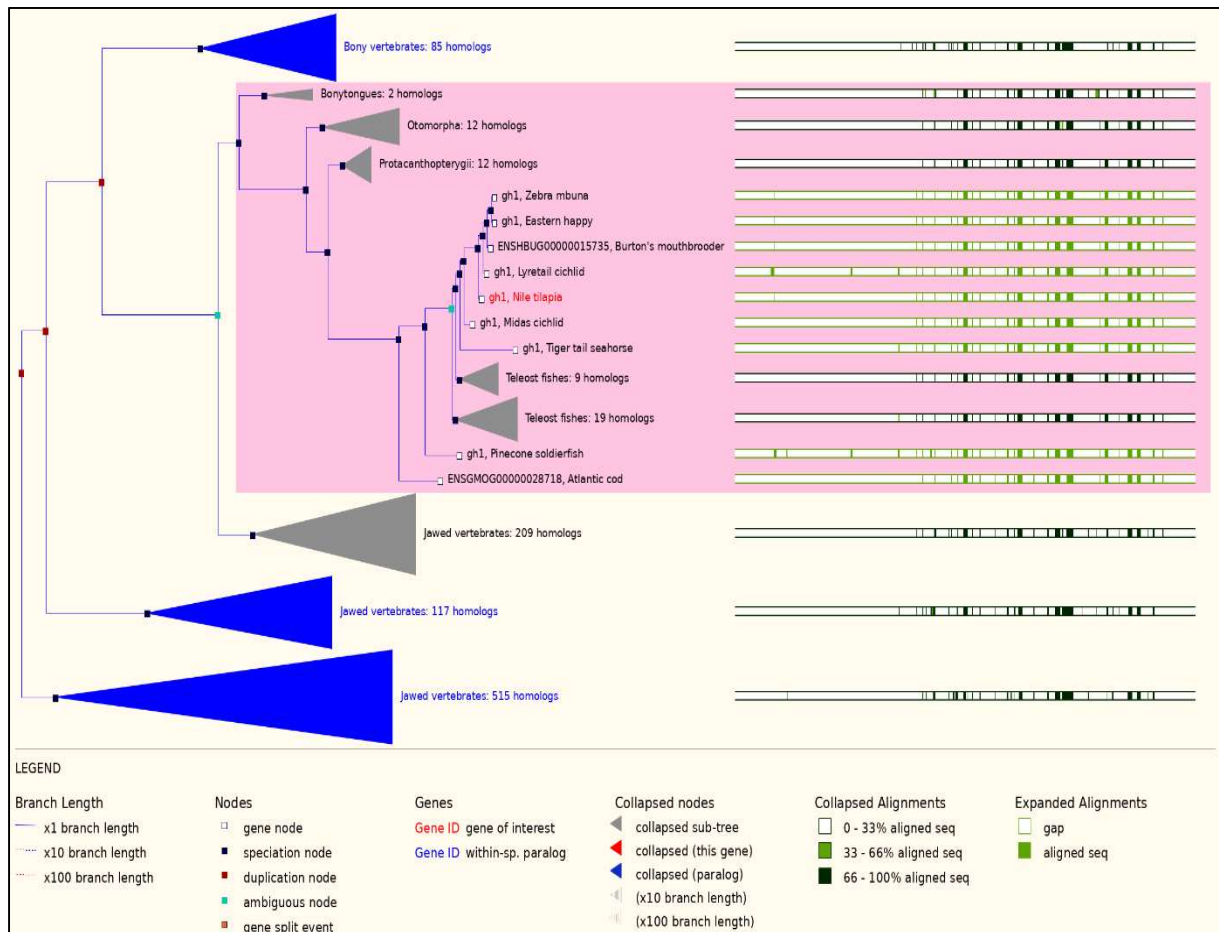 Bony vertebrates: 85 homologs
Bonytongues: 2 homologs
Otomorpha: 12 homologs
Protacanthopterygii: 12 homologs
gh1, Zebra mbuna
gh1, Eastern happy
ENSHBUG00000015735, Burton's mouthbrooder
gh1, Lyretail cichlid
gh1, Nile tilapia
gh1, Midas cichlid
gh1, Tiger tail seahorse
Teleost fishes: 9 homologs
Teleost fishes: 19 homologs
gh1, Pinecone soldierfish
ENSGMOG00000028718, Atlantic cod
Jawed vertebrates: 209 homologs
Jawed vertebrates: 117 homologs
Jawed vertebrates: 515 homologs
LEGEND
Branch Length
x1 branch length
x10 branch length
x100 branch length
Nodes
gene node
speciation node
duplication node
ambiguous node
gene split event
Genes
Gene ID gene of interest
Gene ID within-sp. paralog
Collapsed nodes
collapsed sub-tree
collapsed (this gene)
collapsed (paralog)
(x10 branch length)
(x100 branch length)
Collapsed Alignments
0 - 33% aligned seq
33 - 66% aligned seq
66 - 100% aligned seq
Expanded Alignments
gap
aligned seq